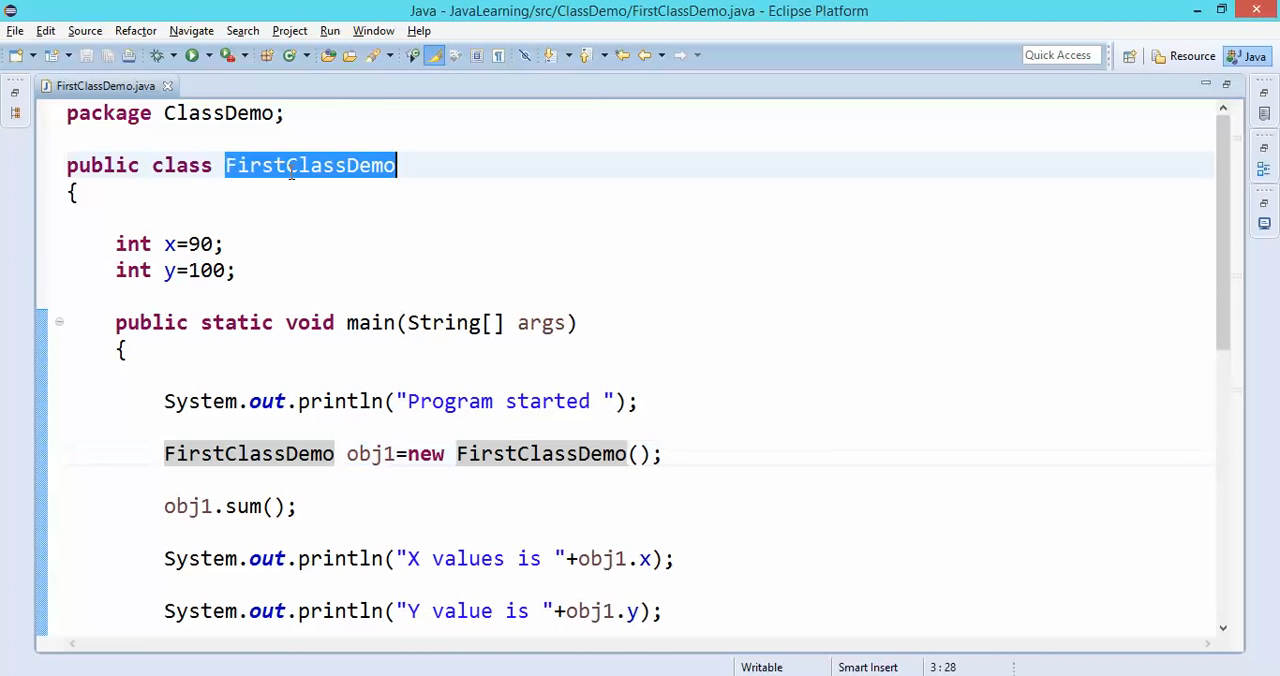 Java - JavaLearning/src/ClassDemo/FirstClassDemo.java - Eclipse Platform
File Edit Source Refactor Navigate Search Project Run Window Help
Quick Access Resource Java
FirstClassDemo.java
package ClassDemo;
public class FirstClassDemo
{
int x=90;
int y=100;
public static void main(String[] args)
{
System.out.println("Program started ");
FirstClassDemo obj1=new FirstClassDemo();
obj1.sum();
System.out.println("X values is "+obj1.x);
System.out.println("Y value is "+obj1.y);
Writable Smart Insert 3 : 28